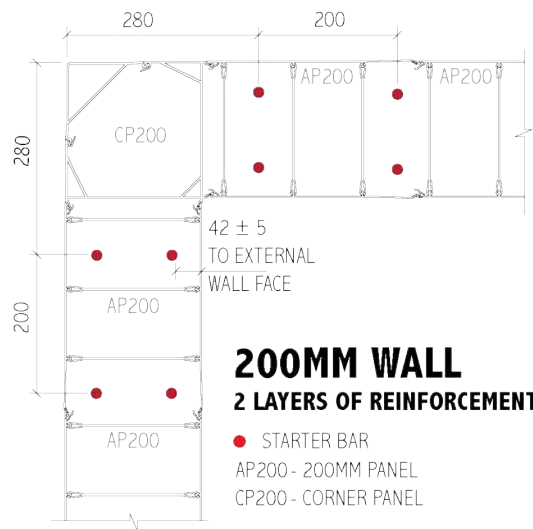 280
200
AP200
AP200
CP200
280
42 ± 5
TO EXTERNAL
WALL FACE
200
AP200
AP200
200MM WALL
2 LAYERS OF REINFORCEMENT
STARTER BAR
AP200 - 200MM PANEL
CP200 - CORNER PANEL